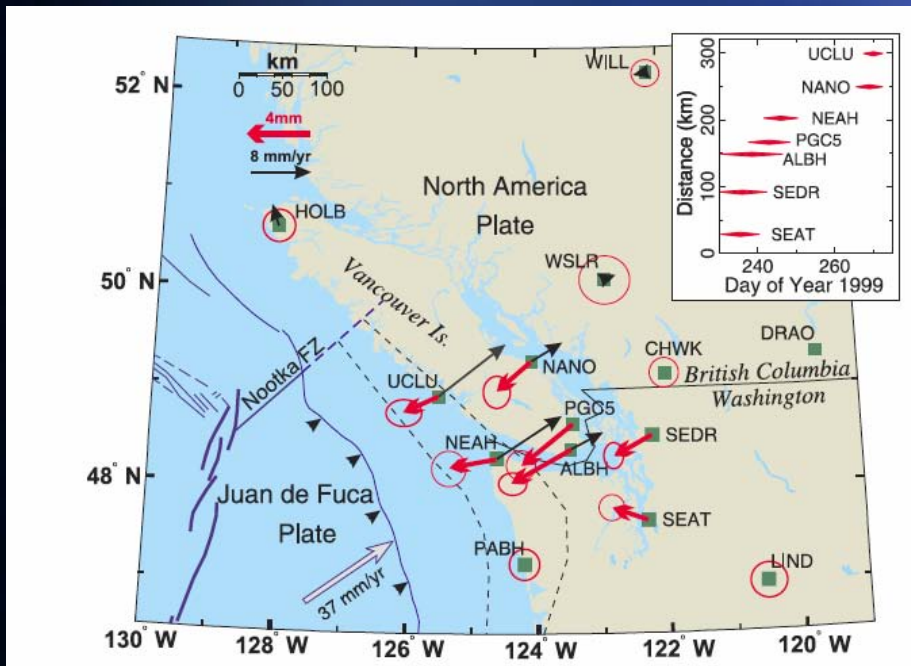 52° N
50° N
48° N
km
0 50 100
4mm
8 mm/yr
WILL
HOLB
North America
Plate
WSLR
Vancouver Is.
Nootka FZ
NANO
CHWK
DRAO
British Columbia
Washington
UCLU
PGC5
NEAH
ALBH
SEDR
SEAT
Juan de Fuca
Plate
37 mm/yr
PABH
LIND
130° W
128° W
126° W
124° W
122° W
120° W
Distance (km)
300
200
100
0
UCLU
NANO
NEAH
PGC5
ALBH
SEDR
SEAT
240 260
Day of Year 1999